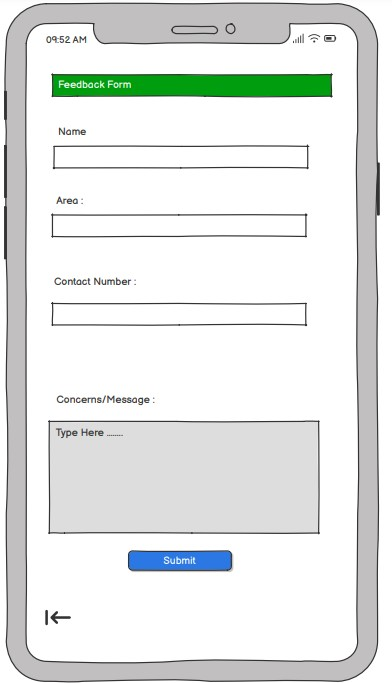 09:52 AM
Feedback Form
Name
Area :
Contact Number :
Concerns/Message :
Type Here ........
Submit